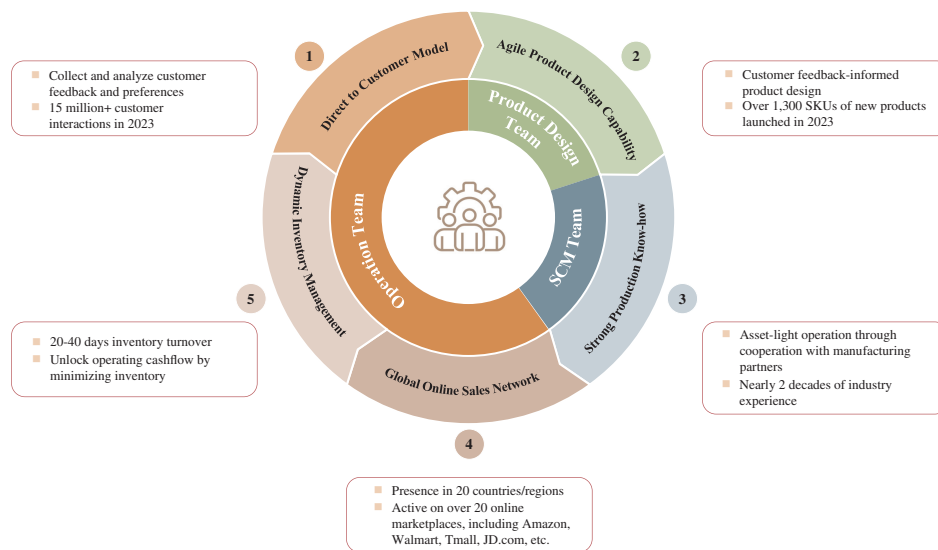 1
Direct to Customer Model
Collect and analyze customer
feedback and preferences
15 million+ customer
interactions in 2023
2
Agile Product Design Capability
Customer feedback-informed
product design
Over 1,300 SKUs of new products
launched in 2023
Product Design
Team
Operation Team
SCM Team
Dynamic Inventory Management
Strong Production Know-how
5
20-40 days inventory turnover
Unlock operating cashflow by
minimizing inventory
3
Asset-light operation through
cooperation with manufacturing
partners
Nearly 2 decades of industry
experience
Global Online Sales Network
4
Presence in 20 countries/regions
Active on over 20 online
marketplaces, including Amazon,
Walmart, Tmall, JD.com, etc.